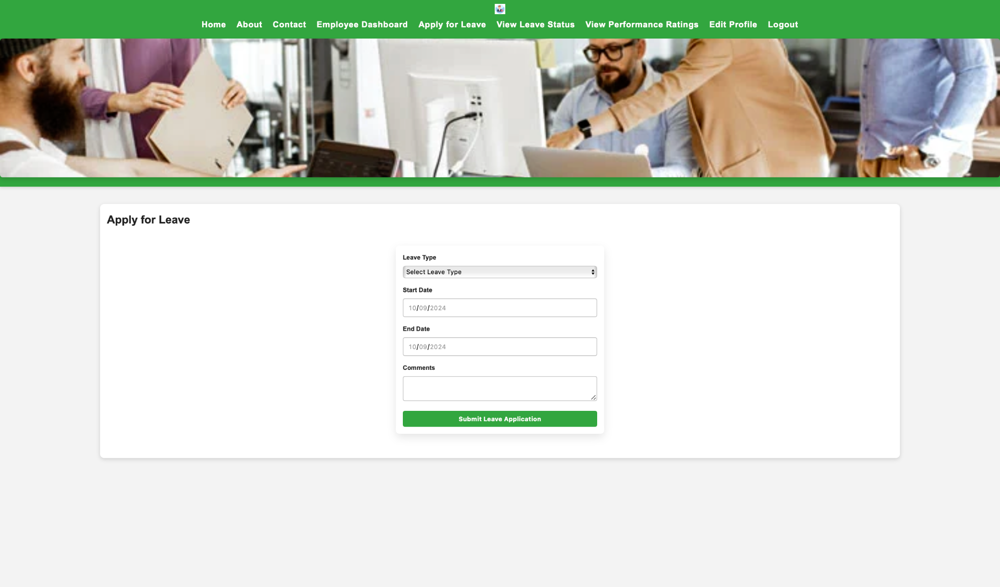 Home About Contact Employee Dashboard Apply for Leave View Leave Status View Performance Ratings Edit Profile Logout
Apply for Leave
Leave Type
Select Leave Type
Start Date
10/09/2024
End Date
10/09/2024
Comments
Submit Leave Application